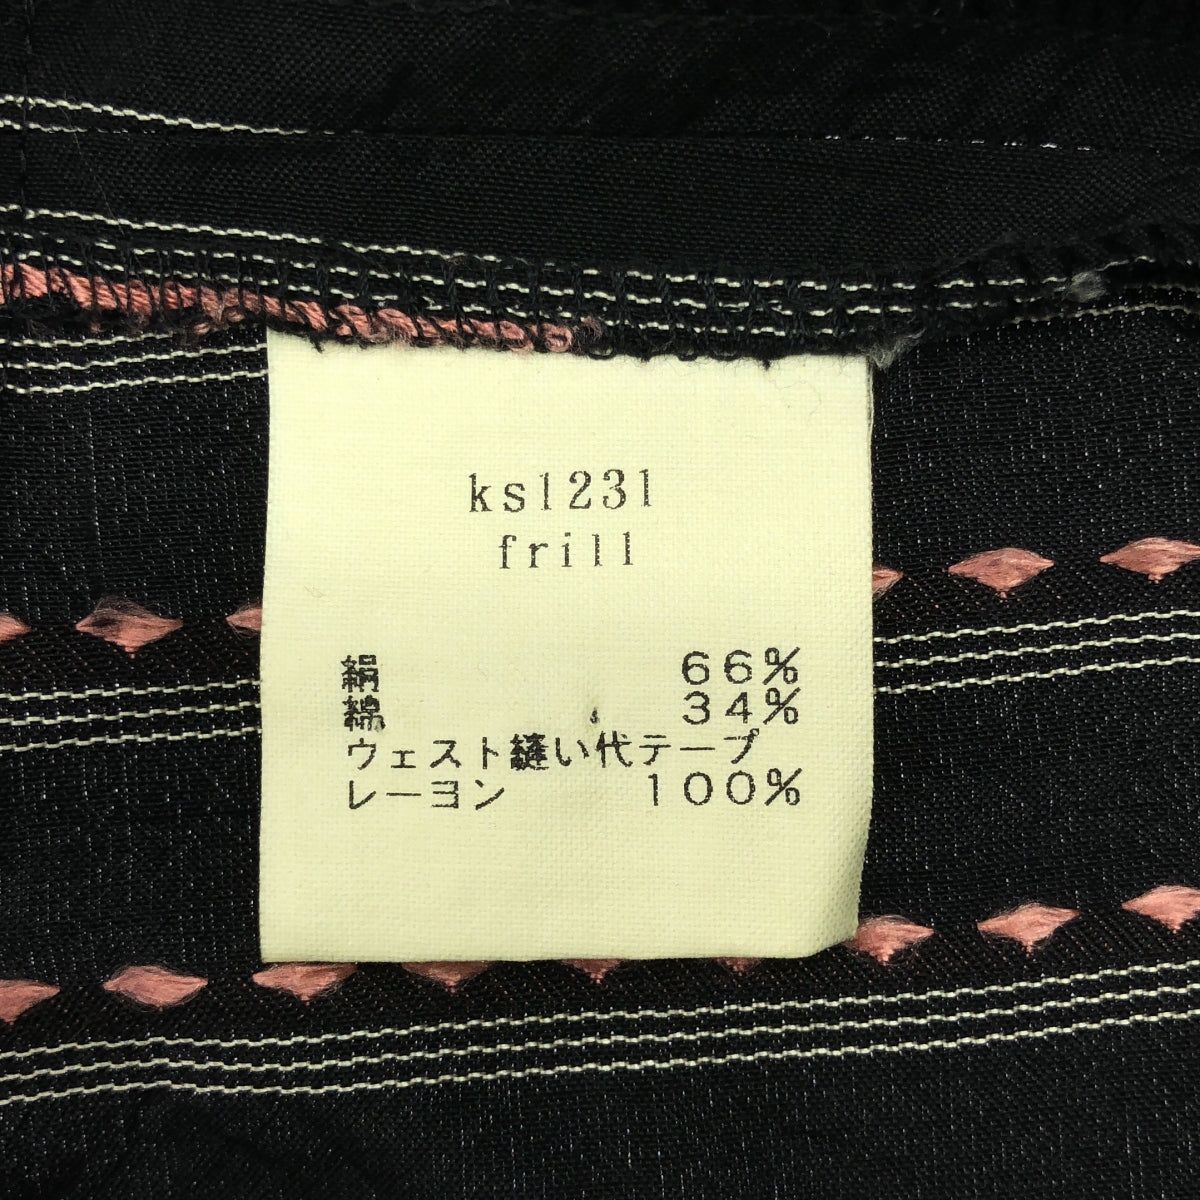 ks1231
frill
絹 66%
綿 34%
ウェスト縫い代テープ
レーヨン 100%